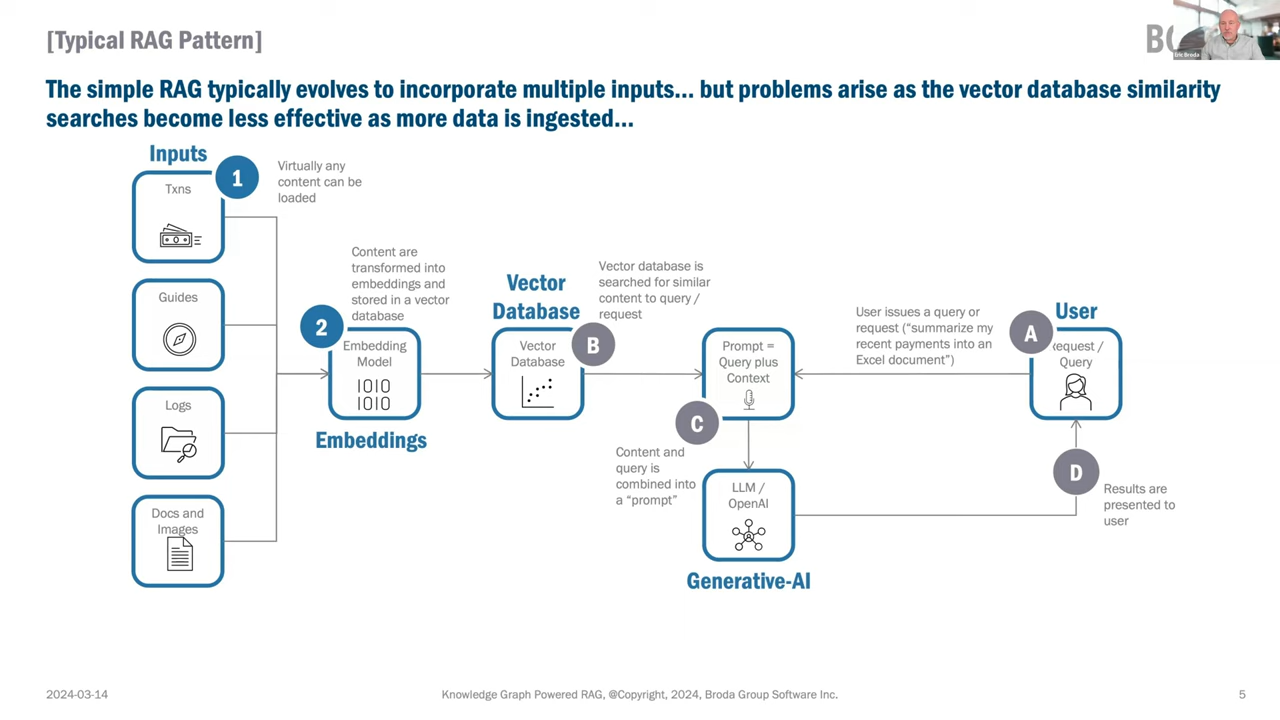 [Typical RAG Pattern]
BC
Eric Broda
The simple RAG typically evolves to incorporate multiple inputs... but problems arise as the vector database similarity
searches become less effective as more data is ingested...
Inputs
1
Txns
Virtually any
content can be
loaded
Guides
Logs
Docs and
Images
Content are
transformed into
embeddings and
stored in a vector
database
2
Embedding
Model
1010
1010
Embeddings
Vector
Database
Vector
Database
B
Vector database is
searched for similar
content to query /
request
Prompt =
Query plus
Context
C
Content and
query is
combined into
a “prompt”
LLM /
OpenAI
Generative-AI
User issues a query or
request (“summarize my
recent payments into an
Excel document”)
A
User
equest /
Query
D
Results are
presented to
user
2024-03-14
Knowledge Graph Powered RAG, @Copyright, 2024, Broda Group Software Inc.
5